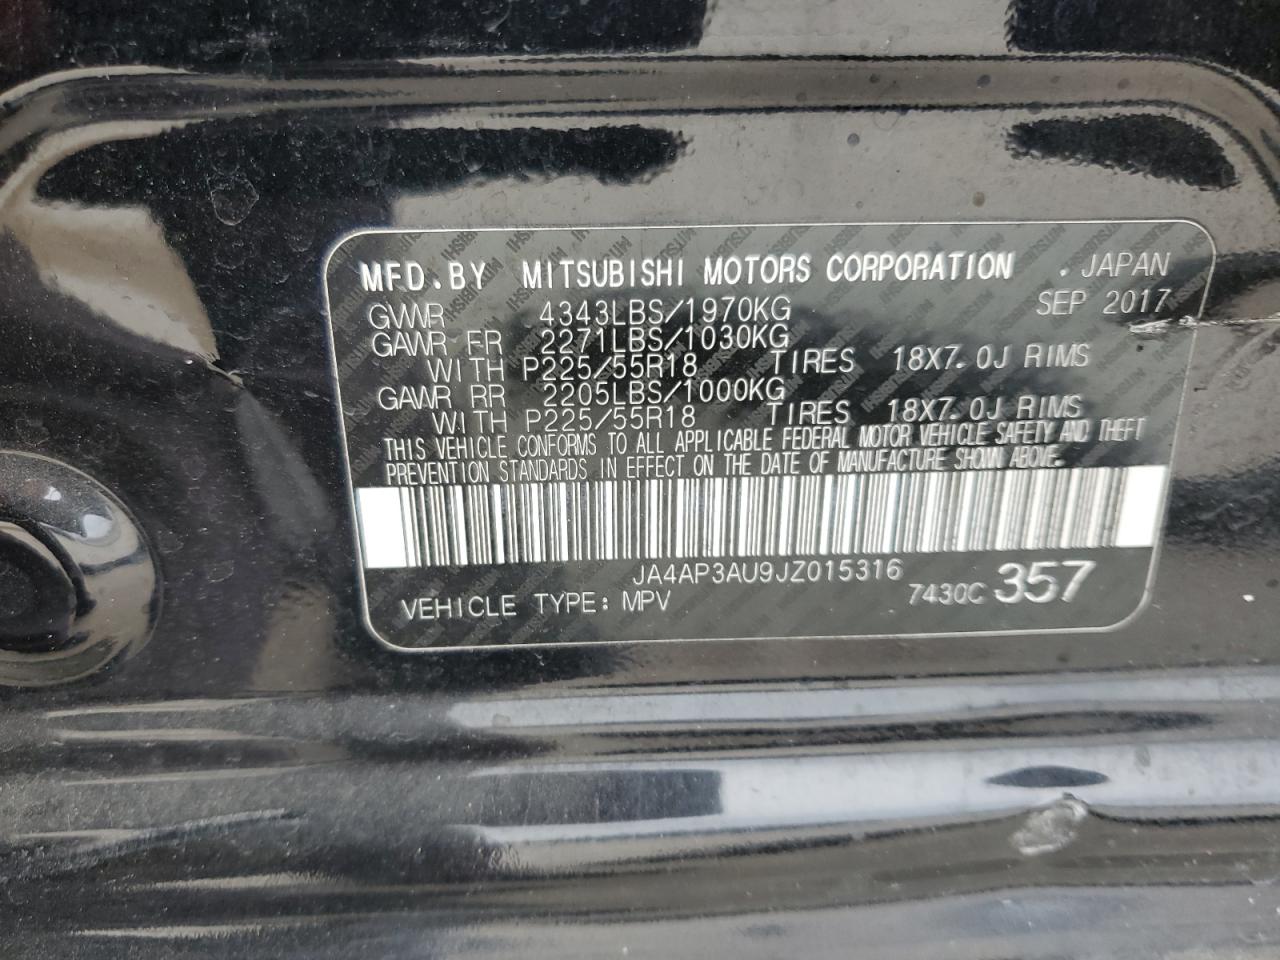 MFD.BY MITSUBISHI MOTORS CORPORATION . JAPAN
GVWR 4343LBS/1970KG SEP 2017
GAWR FR 2271LBS/1030KG
WITH P225/55R18 TIRES 18X7.0J RIMS
GAWR RR 2205LBS/1000KG
WITH P225/55R18 TIRES 18X7.0J RIMS
THIS VEHICLE CONFORMS TO ALL APPLICABLE FEDERAL MOTOR VEHICLE SAFETY AND THEFT
PREVENTION STANDARDS IN EFFECT ON THE DATE OF MANUFACTURE SHOWN ABOVE.
JA4AP3AU9JZ015316
VEHICLE TYPE: MPV 7430C 357